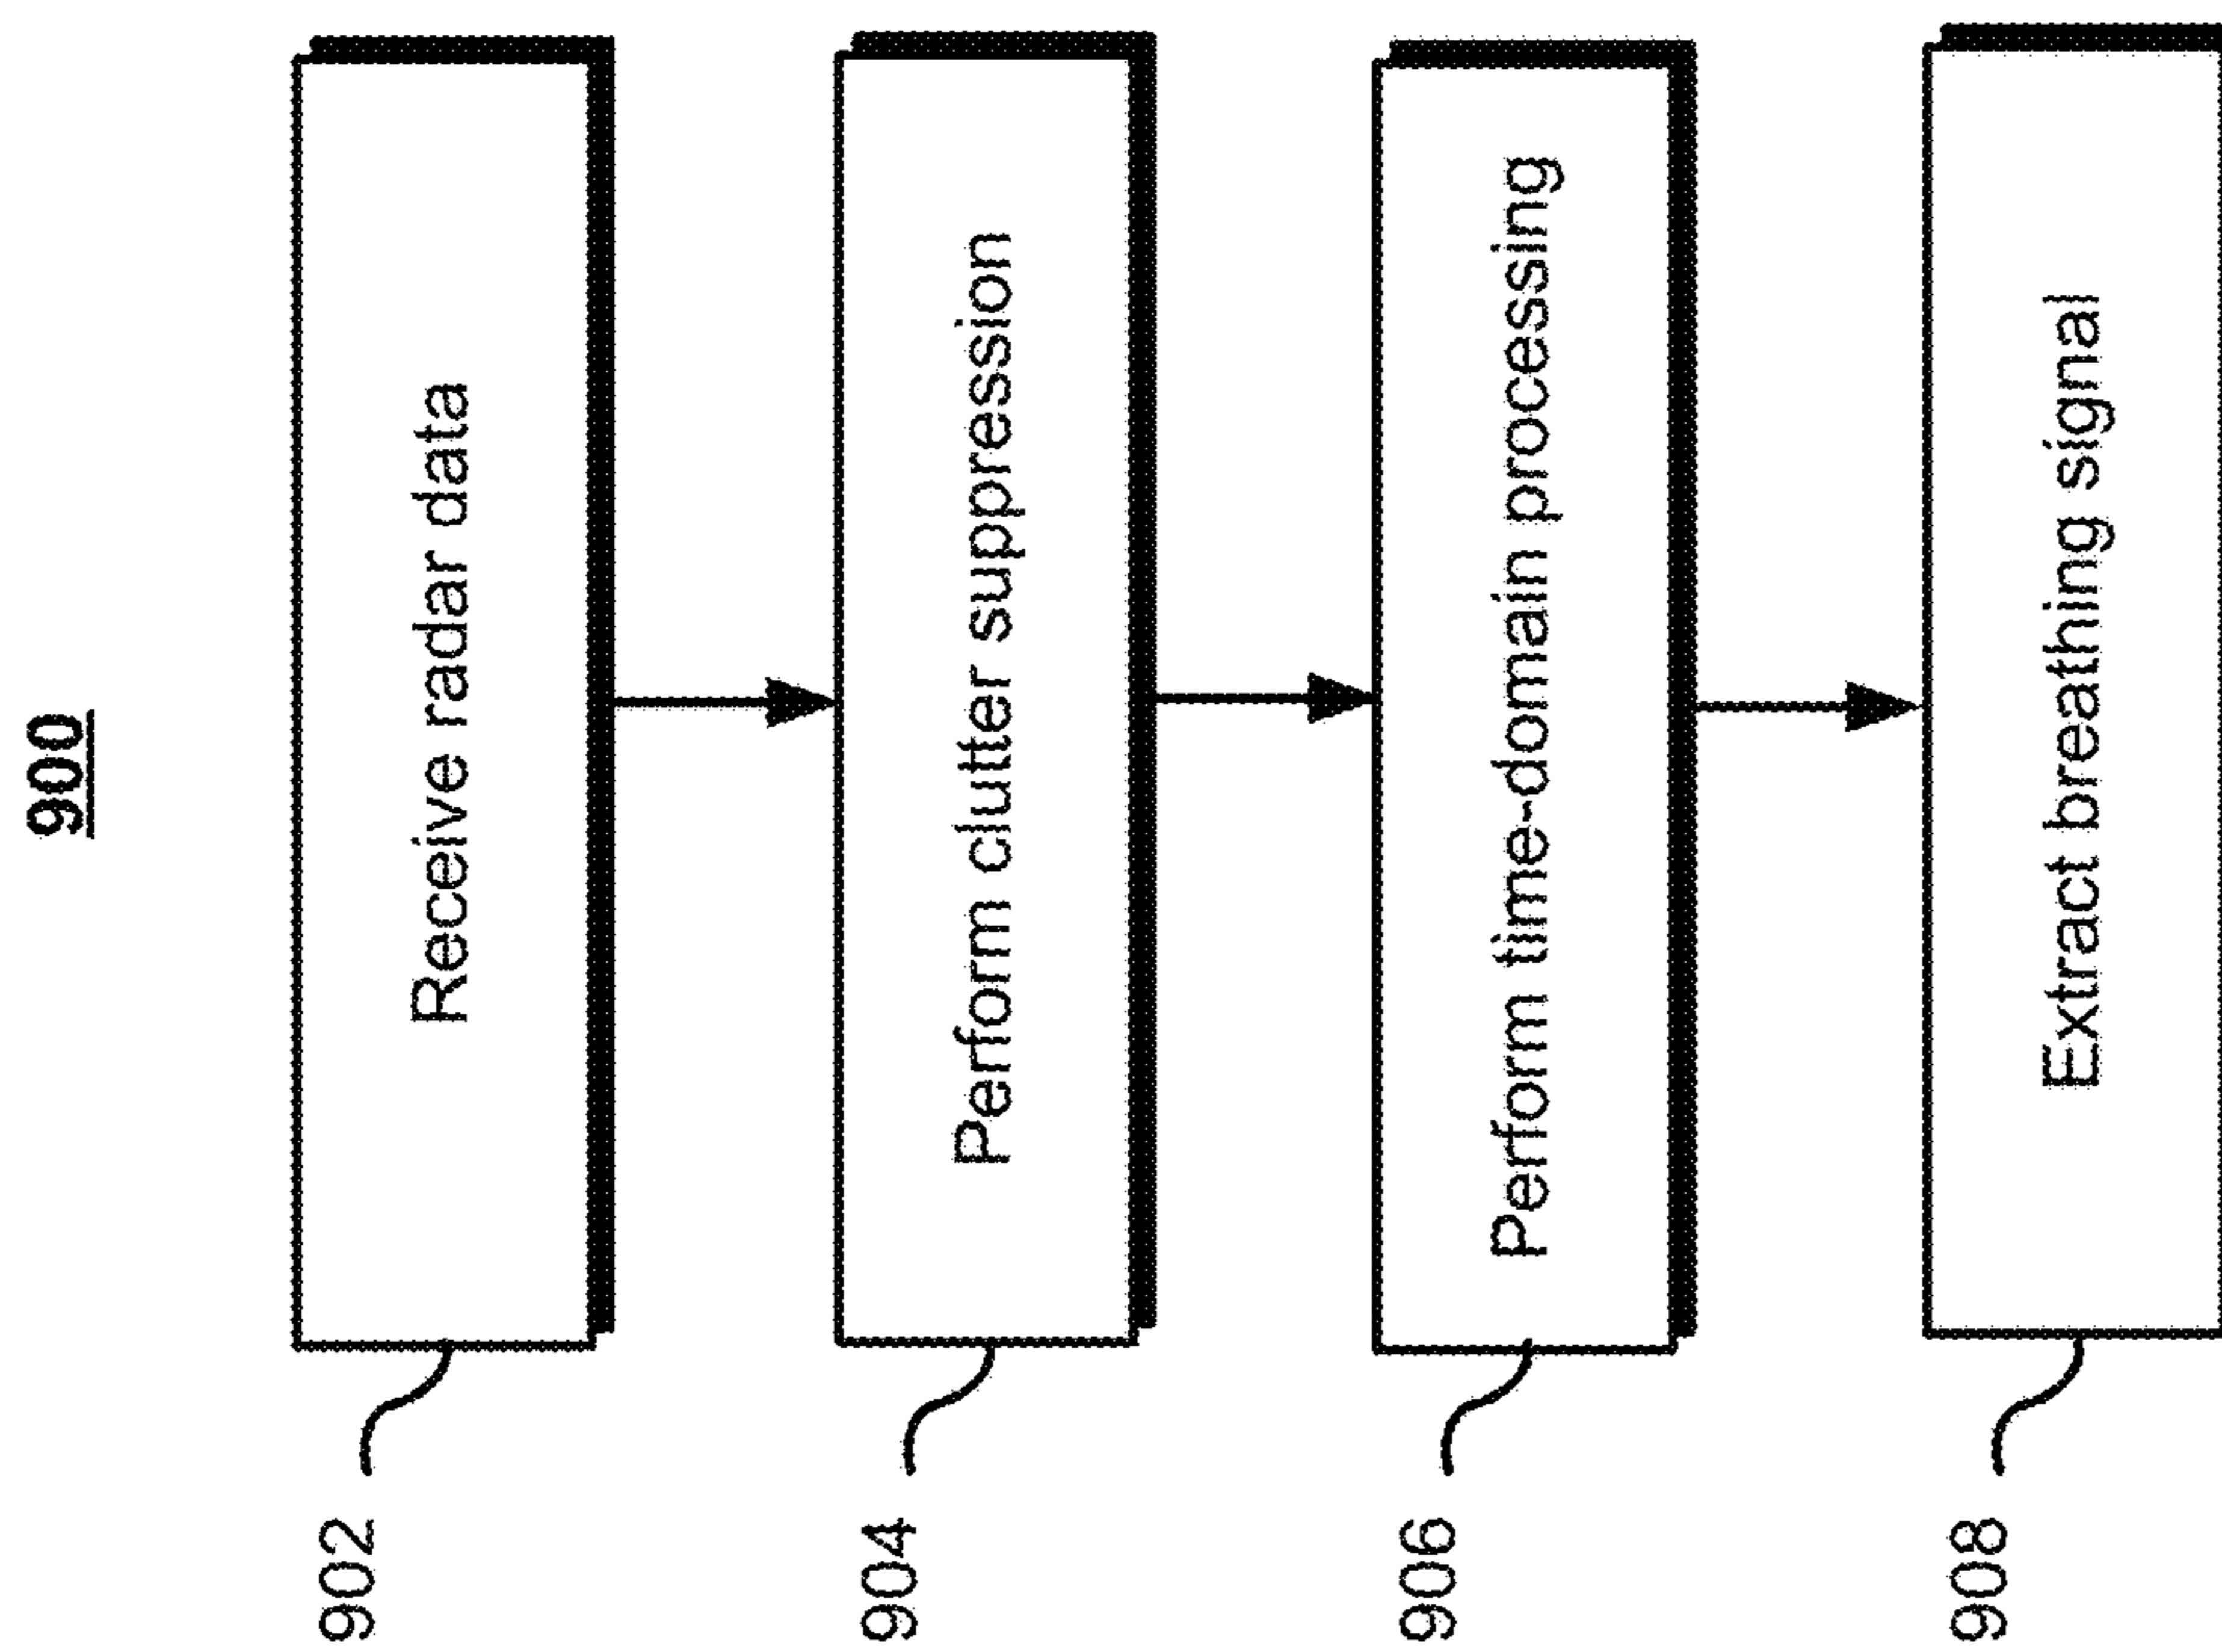 900
902
Receive radar data
904
Perform clutter suppression
906
Perform time-domain processing
908
Extract breathing signal